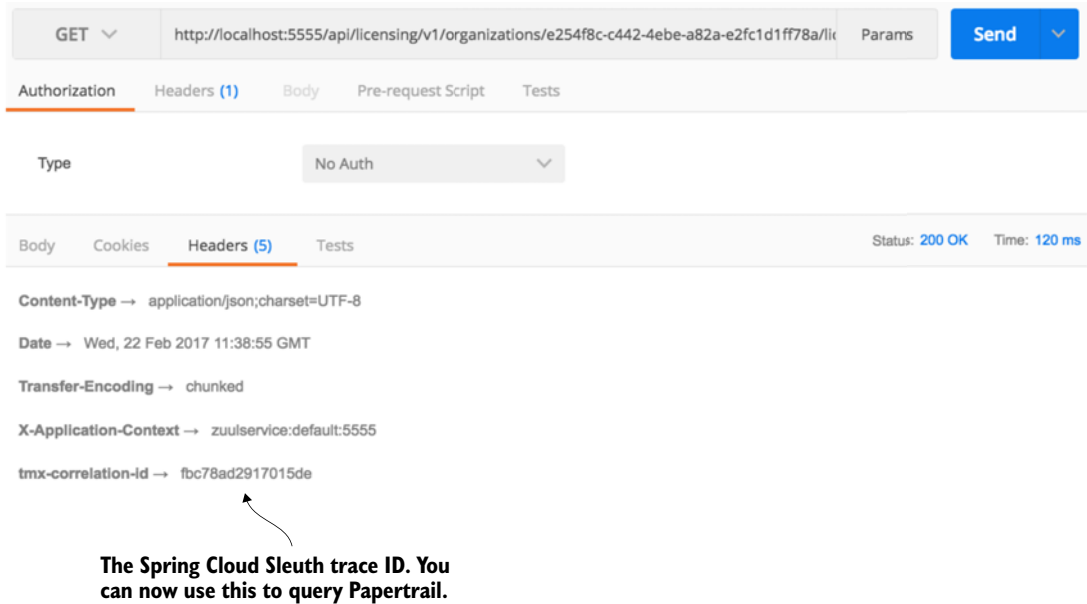 GET http://localhost:5555/api/licensing/v1/organizations/e254f8c-c442-4ebe-a82a-e2fc1d1ff78a/lic Params Send
Authorization Headers (1) Body Pre-request Script Tests
Type No Auth
Body Cookies Headers (5) Tests Status: 200 OK Time: 120 ms
Content-Type → application/json;charset=UTF-8
Date → Wed, 22 Feb 2017 11:38:55 GMT
Transfer-Encoding → chunked
X-Application-Context → zuulservice:default:5555
tmx-correlation-id → fbc78ad2917015de
The Spring Cloud Sleuth trace ID. You
can now use this to query Papertrail.